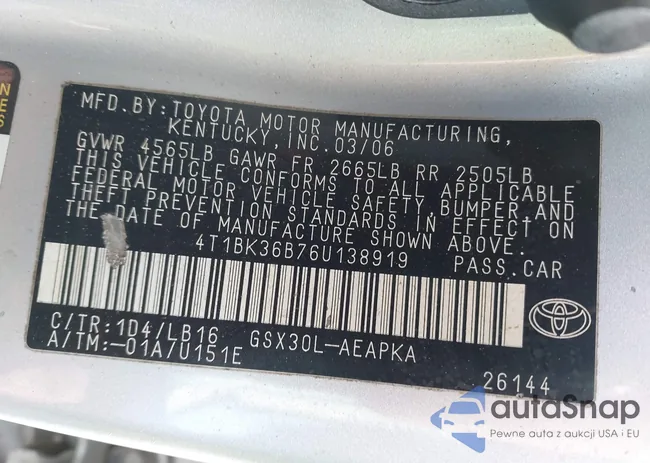 N
E
S
MFD.BY:TOYOTA MOTOR MANUFACTURING,
KENTUCKY,INC.03/06
GVWR 4565LB GAWR FR 2665LB RR 2505LB
THIS VEHICLE CONFORMS TO ALL APPLICABLE
FEDERAL MOTOR VEHICLE SAFETY,BUMPER,AND
THEFT PREVENTION STANDARDS IN EFFECT ON
THE DATE OF MANUFACTURE SHOWN ABOVE.
4T1BK36B76U138919 PASS.CAR
C/TR:1D4/LB16 GSX30L-AEAPKA
A/TM:-01A/U151E
26144
autoSnap
Pewne auta z aukcji USA i EU